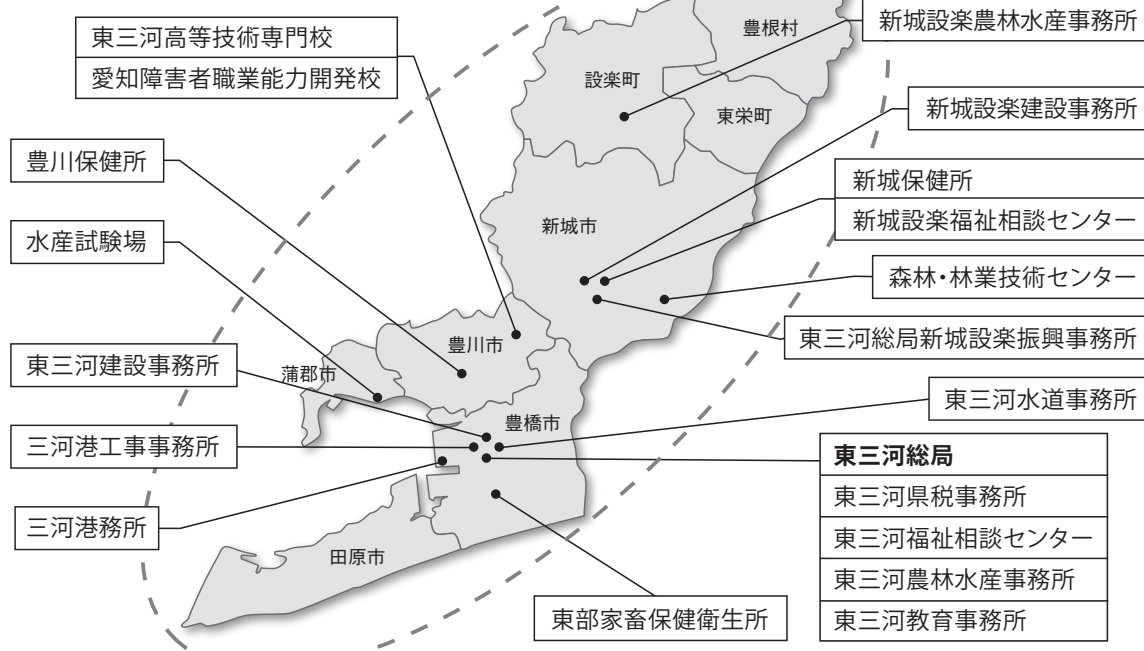 東三河高等技術専門校
愛知障害者職業能力開発校
豊川保健所
水産試験場
東三河建設事務所
三河港工事事務所
三河港務所
豊根村
設楽町
東栄町
新城市
豊川市
蒲郡市
豊橋市
田原市
新城設楽農林水産事務所
新城設楽建設事務所
新城保健所
新城設楽福祉相談センター
森林・林業技術センター
東三河総局新城設楽振興事務所
東三河水道事務所
東三河総局
東三河県税事務所
東三河福祉相談センター
東三河農林水産事務所
東三河教育事務所
東部家畜保健衛生所